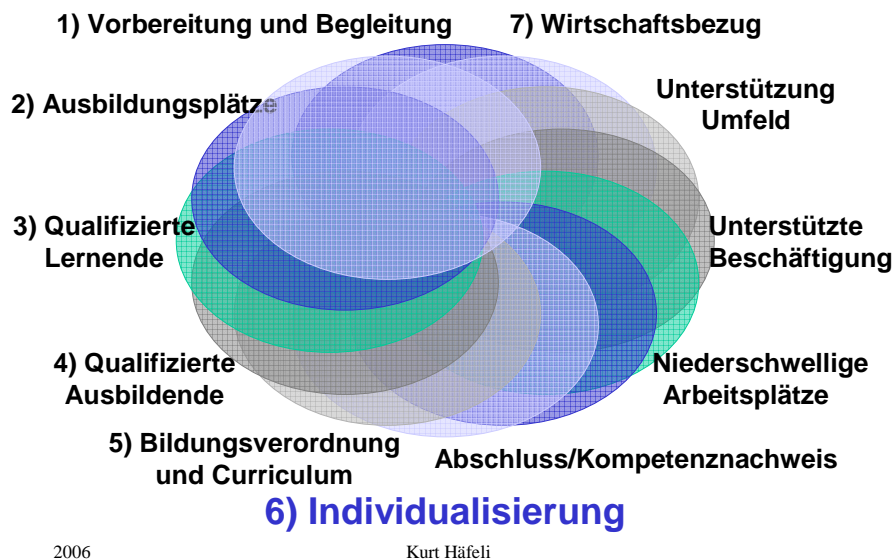 1) Vorbereitung und Begleitung
7) Wirtschaftsbezug
2) Ausbildungsplätze
Unterstützung
Umfeld
3) Qualifizierte
Lernende
Unterstützte
Beschäftigung
4) Qualifizierte
Ausbildende
Niederschwellige
Arbeitsplätze
5) Bildungsverordnung
und Curriculum
Abschluss/Kompetenznachweis
6) Individualisierung
2006
Kurt Häfeli